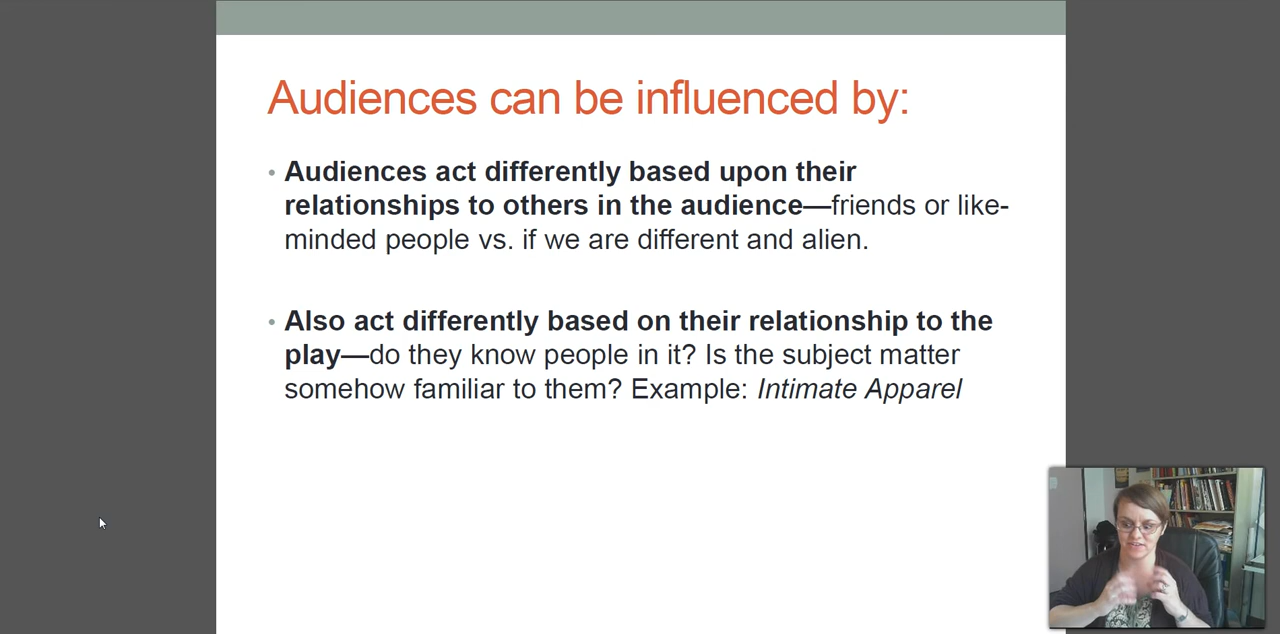 Audiences can be influenced by:
• Audiences act differently based upon their
relationships to others in the audience—friends or like-
minded people vs. if we are different and alien.
• Also act differently based on their relationship to the
play—do they know people in it? Is the subject matter
somehow familiar to them? Example: Intimate Apparel